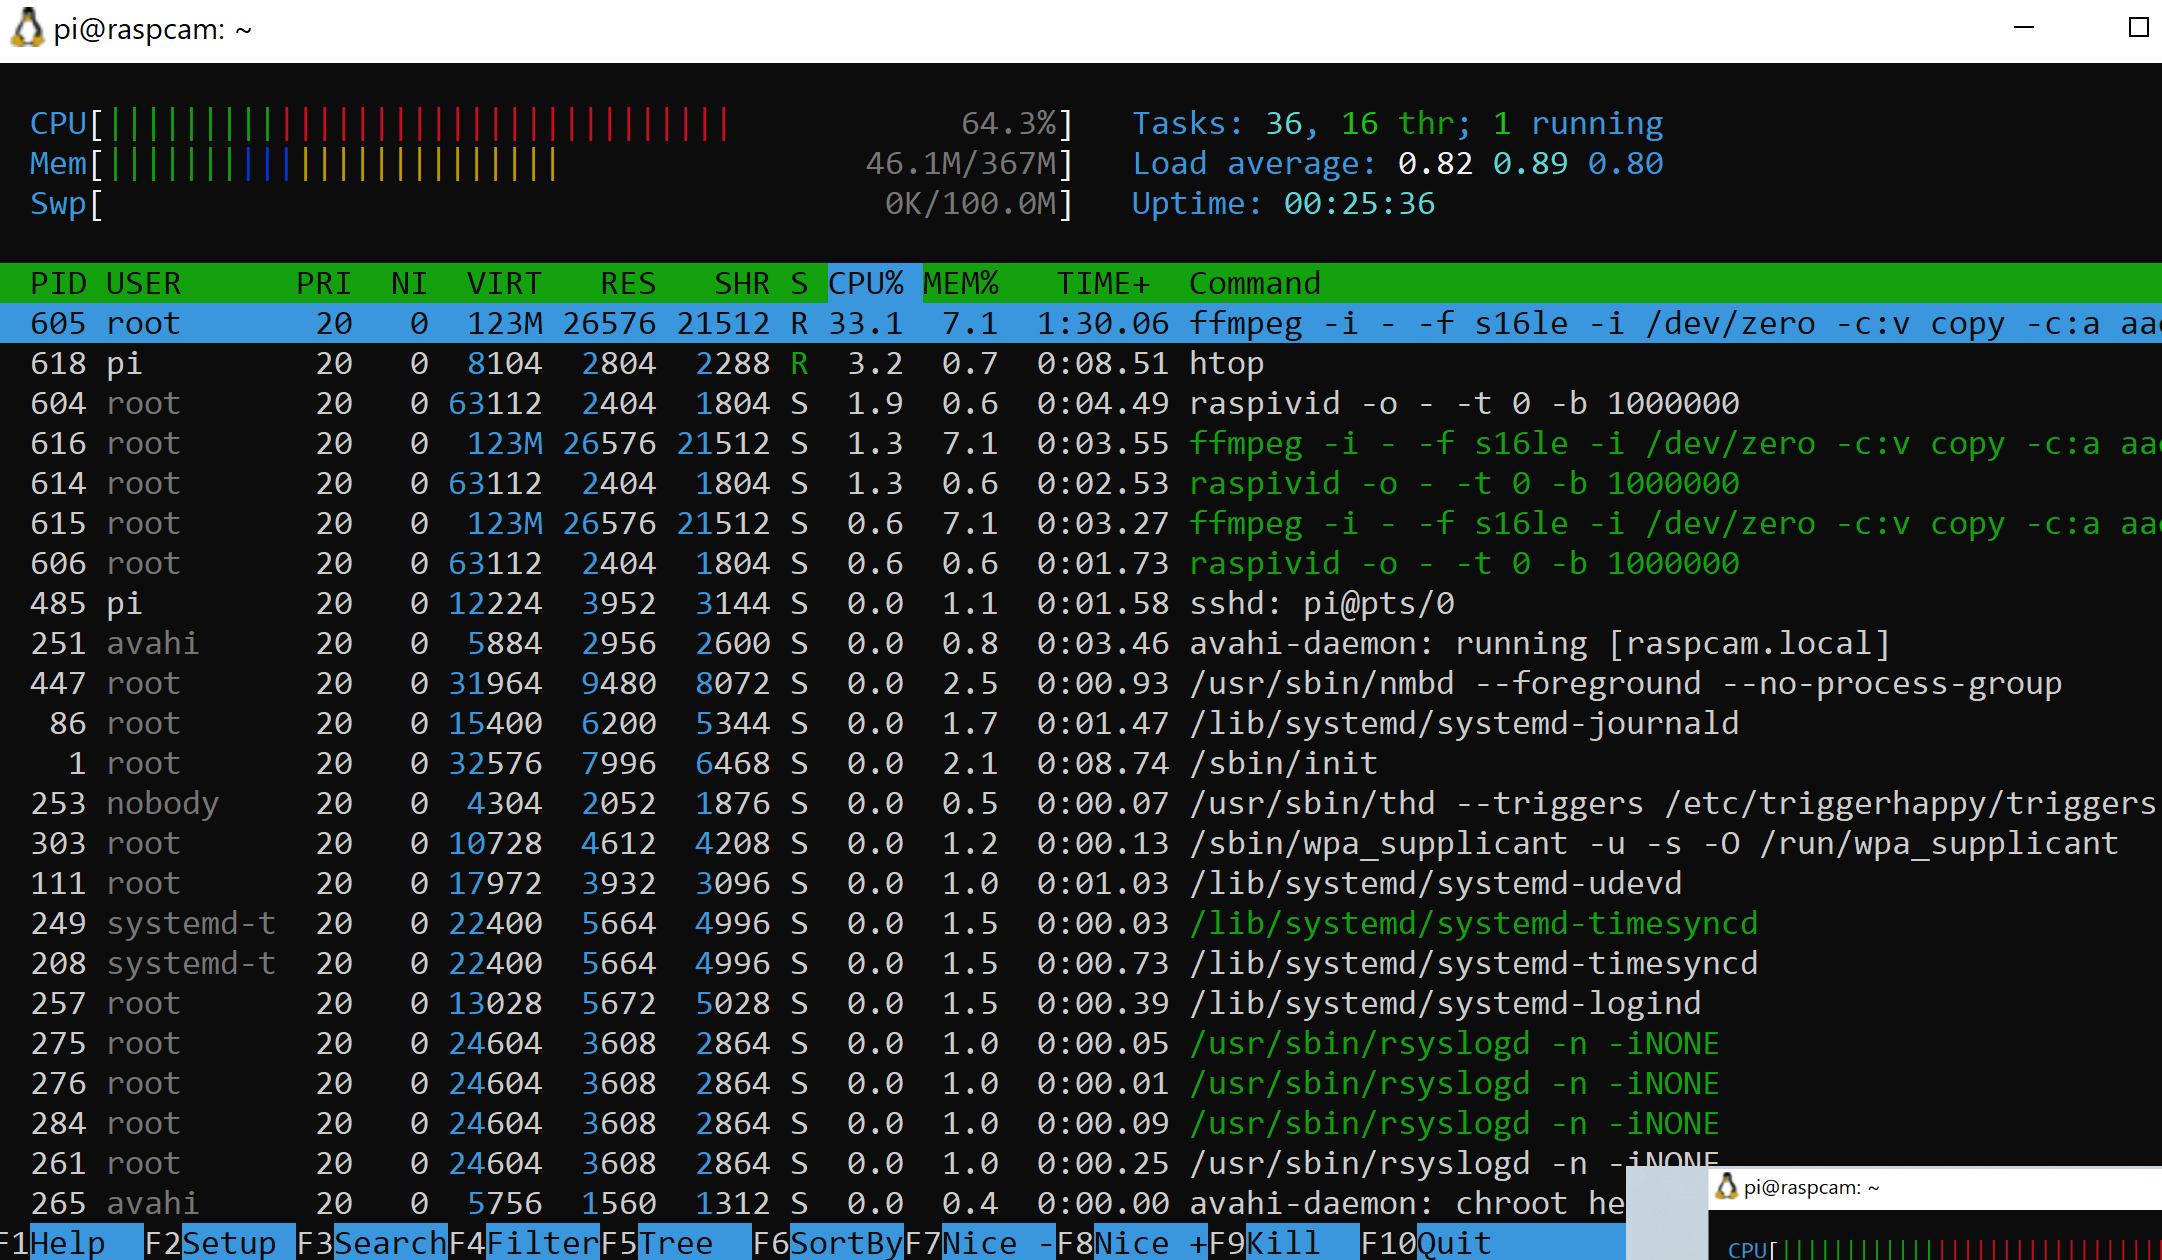 pi@raspcam: ~
CPU[ 64.3%] Tasks: 36, 16 thr; 1 running
Mem[ 46.1M/367M] Load average: 0.82 0.89 0.80
Swp[ 0K/100.0M] Uptime: 00:25:36
PID USER PRI NI VIRT RES SHR S CPU% MEM% TIME+ Command
605 root 20 0 123M 26576 21512 R 33.1 7.1 1:30.06 ffmpeg -i - -f s16le -i /dev/zero -c:v copy -c:a aac
618 pi 20 0 8104 2804 2288 R 3.2 0.7 0:08.51 htop
604 root 20 0 63112 2404 1804 S 1.9 0.6 0:04.49 raspivid -o - -t 0 -b 1000000
616 root 20 0 123M 26576 21512 S 1.3 7.1 0:03.55 ffmpeg -i - -f s16le -i /dev/zero -c:v copy -c:a aac
614 root 20 0 63112 2404 1804 S 1.3 0.6 0:02.53 raspivid -o - -t 0 -b 1000000
615 root 20 0 123M 26576 21512 S 0.6 7.1 0:03.27 ffmpeg -i - -f s16le -i /dev/zero -c:v copy -c:a aac
606 root 20 0 63112 2404 1804 S 0.6 0.6 0:01.73 raspivid -o - -t 0 -b 1000000
485 pi 20 0 12224 3952 3144 S 0.0 1.1 0:01.58 sshd: pi@pts/0
251 avahi 20 0 5884 2956 2600 S 0.0 0.8 0:03.46 avahi-daemon: running [raspcam.local]
447 root 20 0 31964 9480 8072 S 0.0 2.5 0:00.93 /usr/sbin/nmbd --foreground --no-process-group
86 root 20 0 15400 6200 5344 S 0.0 1.7 0:01.47 /lib/systemd/systemd-journald
1 root 20 0 32576 7996 6468 S 0.0 2.1 0:08.74 /sbin/init
253 nobody 20 0 4304 2052 1876 S 0.0 0.5 0:00.07 /usr/sbin/thd --triggers /etc/triggerhappy/triggers
303 root 20 0 10728 4612 4208 S 0.0 1.2 0:00.13 /sbin/wpa_supplicant -u -s -O /run/wpa_supplicant
111 root 20 0 17972 3932 3096 S 0.0 1.0 0:01.03 /lib/systemd/systemd-udevd
249 systemd-t 20 0 22400 5664 4996 S 0.0 1.5 0:00.03 /lib/systemd/systemd-timesyncd
208 systemd-t 20 0 22400 5664 4996 S 0.0 1.5 0:00.73 /lib/systemd/systemd-timesyncd
257 root 20 0 13028 5672 5028 S 0.0 1.5 0:00.39 /lib/systemd/systemd-logind
275 root 20 0 24604 3608 2864 S 0.0 1.0 0:00.05 /usr/sbin/rsyslogd -n -iNONE
276 root 20 0 24604 3608 2864 S 0.0 1.0 0:00.01 /usr/sbin/rsyslogd -n -iNONE
284 root 20 0 24604 3608 2864 S 0.0 1.0 0:00.09 /usr/sbin/rsyslogd -n -iNONE
261 root 20 0 24604 3608 2864 S 0.0 1.0 0:00.25 /usr/sbin/rsyslogd -n -iNONE
265 avahi 20 0 5756 1560 1312 S 0.0 0.4 0:00.00 avahi-daemon: chroot he
F1Help F2Setup F3SearchF4FilterF5Tree F6SortByF7Nice -F8Nice +F9Kill F10Quit
pi@raspcam: ~
CPU[